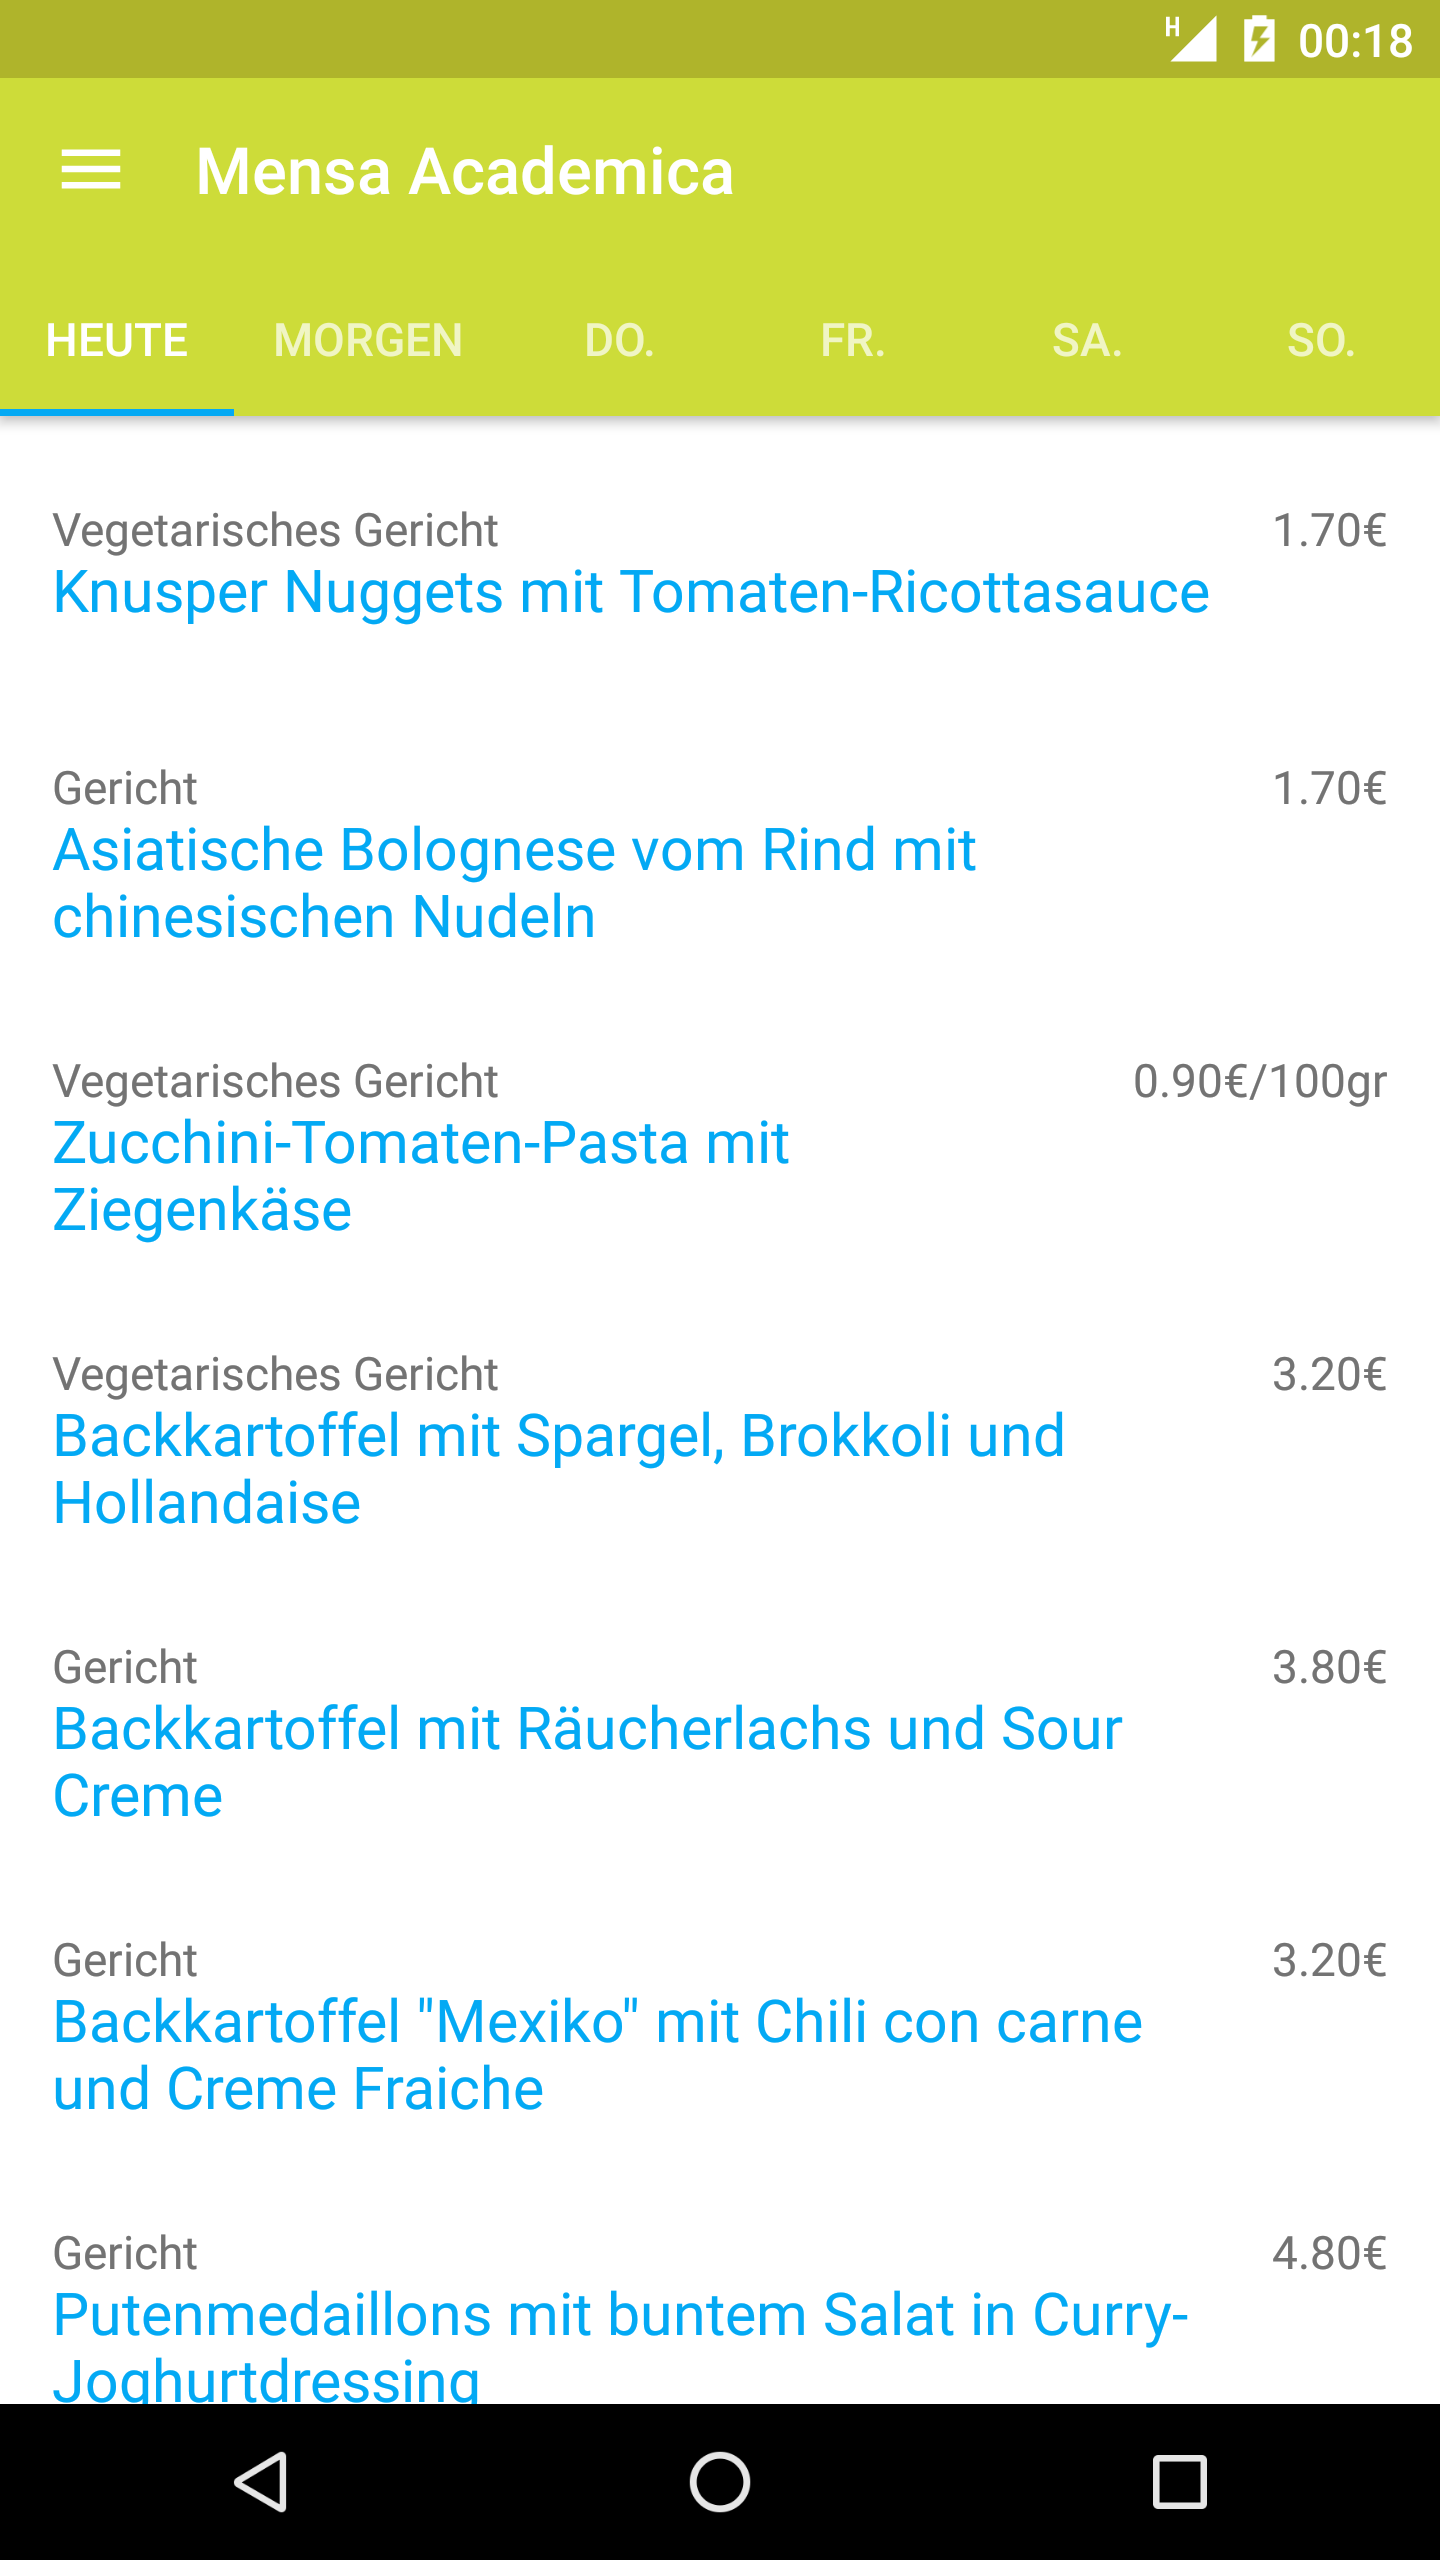 H 00:18
Mensa Academica
HEUTE MORGEN DO. FR. SA. SO.
Vegetarisches Gericht 1.70€
Knusper Nuggets mit Tomaten-Ricottasauce
Gericht 1.70€
Asiatische Bolognese vom Rind mit
chinesischen Nudeln
Vegetarisches Gericht 0.90€/100gr
Zucchini-Tomaten-Pasta mit
Ziegenkäse
Vegetarisches Gericht 3.20€
Backkartoffel mit Spargel, Brokkoli und
Hollandaise
Gericht 3.80€
Backkartoffel mit Räucherlachs und Sour
Creme
Gericht 3.20€
Backkartoffel "Mexiko" mit Chili con carne
und Creme Fraiche
Gericht 4.80€
Putenmedaillons mit buntem Salat in Curry-
Joghurtdressing